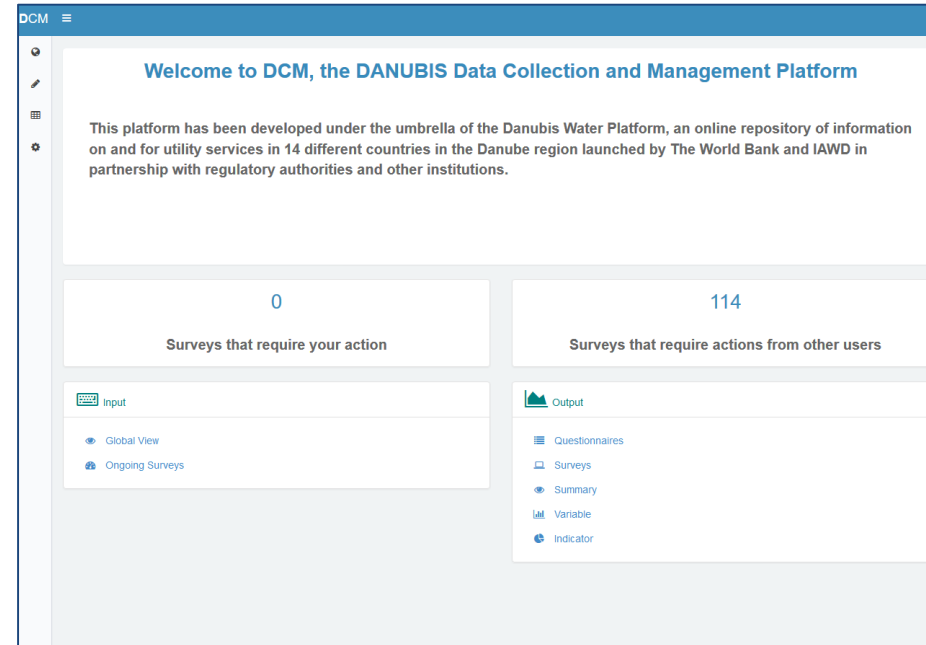 DCM
Welcome to DCM, the DANUBIS Data Collection and Management Platform
This platform has been developed under the umbrella of the Danubis Water Platform, an online repository of information
on and for utility services in 14 different countries in the Danube region launched by The World Bank and IAWD in
partnership with regulatory authorities and other institutions.
0
Surveys that require your action
114
Surveys that require actions from other users
Input
Global View
Ongoing Surveys
Output
Questionnaires
Surveys
Summary
Variable
Indicator